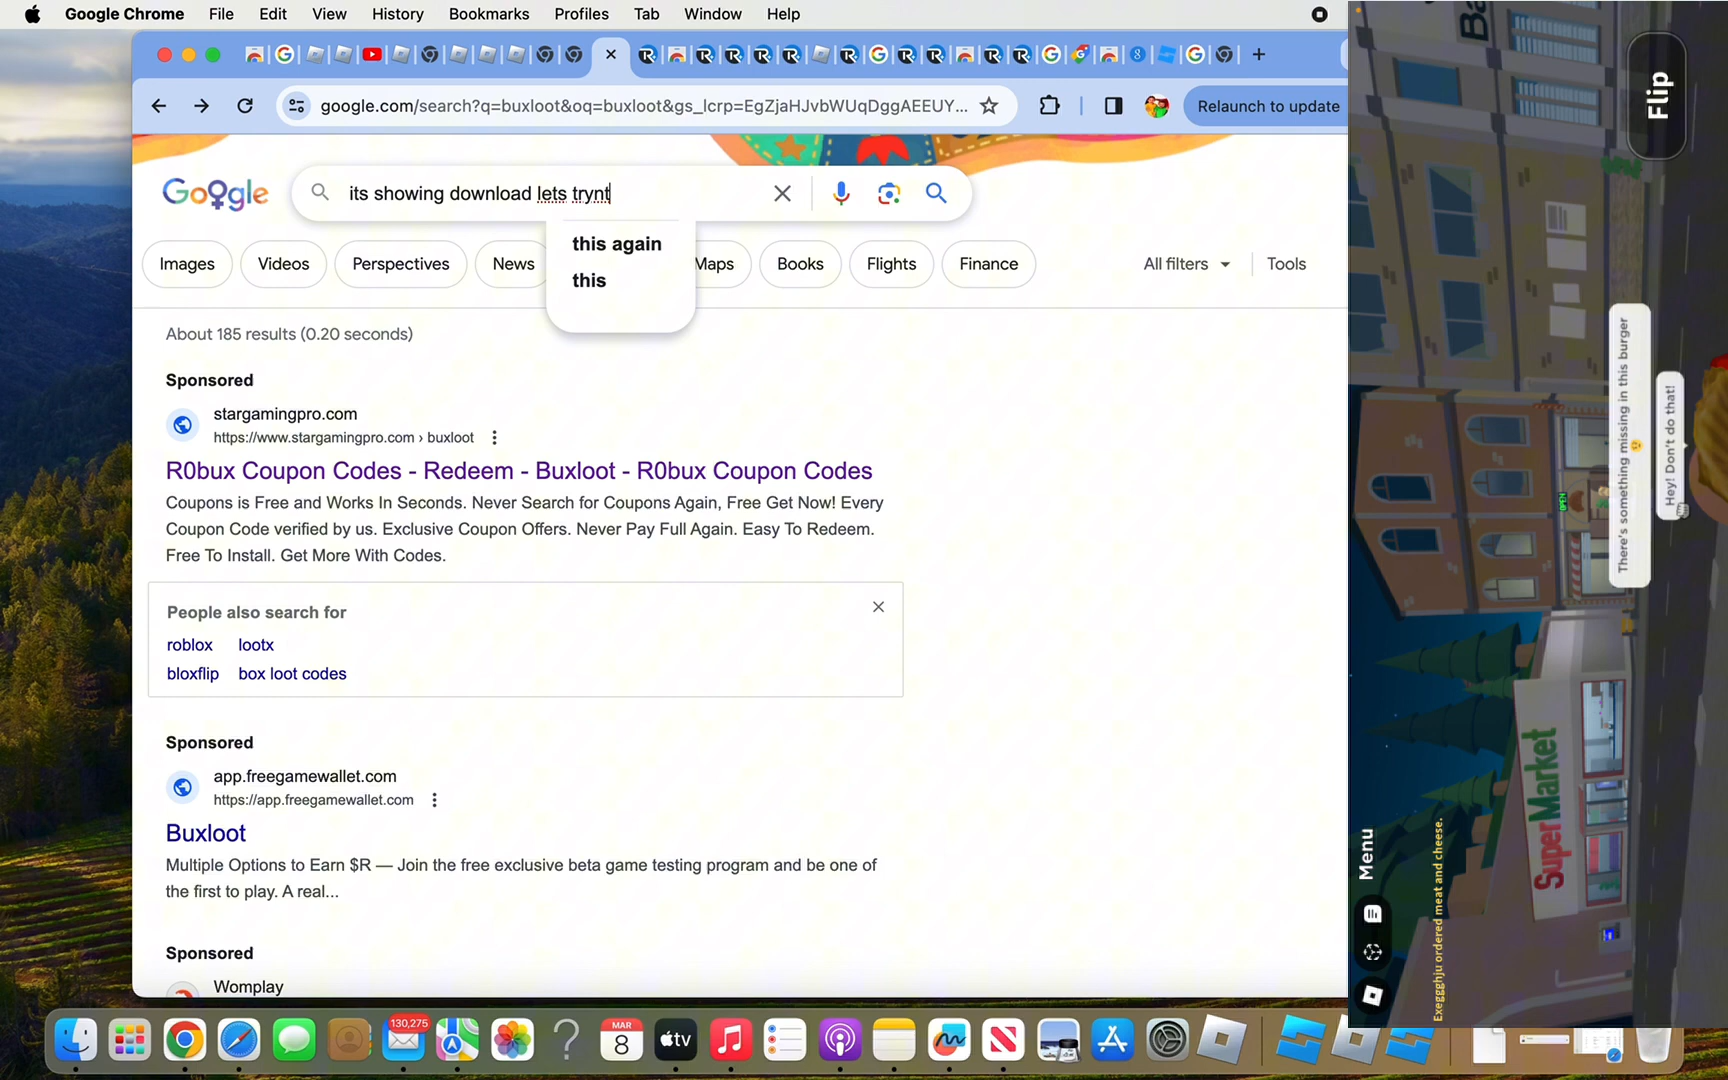 Google Chrome File Edit View History Bookmarks Profiles Tab Window Help
google.com/search?q=buxloot&oq=buxloot&gs_lcrp=EgZjaHJvbWUqDggAEEUY...
Relaunch to update
Google
its showing download lets trynt
this again
this
Images Videos Perspectives News Maps Books Flights Finance All filters Tools
About 185 results (0.20 seconds)
Sponsored
stargamingpro.com
https://www.stargamingpro.com › buxloot
R0bux Coupon Codes - Redeem - Buxloot - R0bux Coupon Codes
Coupons is Free and Works In Seconds. Never Search for Coupons Again, Free Get Now! Every
Coupon Code verified by us. Exclusive Coupon Offers. Never Pay Full Again. Easy To Redeem.
Free To Install. Get More With Codes.
People also search for
roblox lootx
bloxflip box loot codes
Sponsored
app.freegamewallet.com
https://app.freegamewallet.com
Buxloot
Multiple Options to Earn $R — Join the free exclusive beta game testing program and be one of
the first to play. A real...
Sponsored
Womplay
Flip
There's something missing in this burger
Hey! Don't do that!
OPEN
SuperMarket
Menu
Exeggghju ordered meat and cheese.
130,275
MAR
8
tv